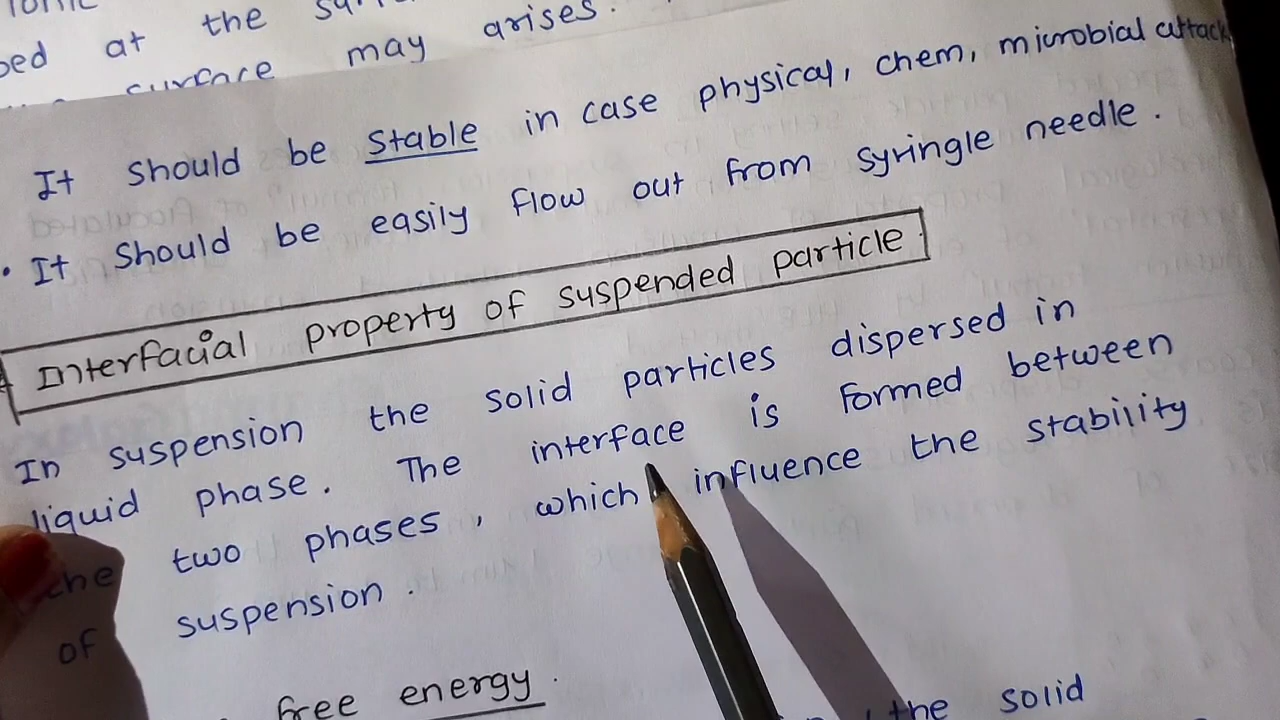 at the
surface may arises.
It should be stable in case physical, chem, microbial attack
• It should be easily flow out from syringle needle.
Interfacial property of suspended particle
In suspension the solid particles dispersed in
liquid phase. The interface is formed between
the two phases, which influence the stability
of suspension.
free energy.
the solid